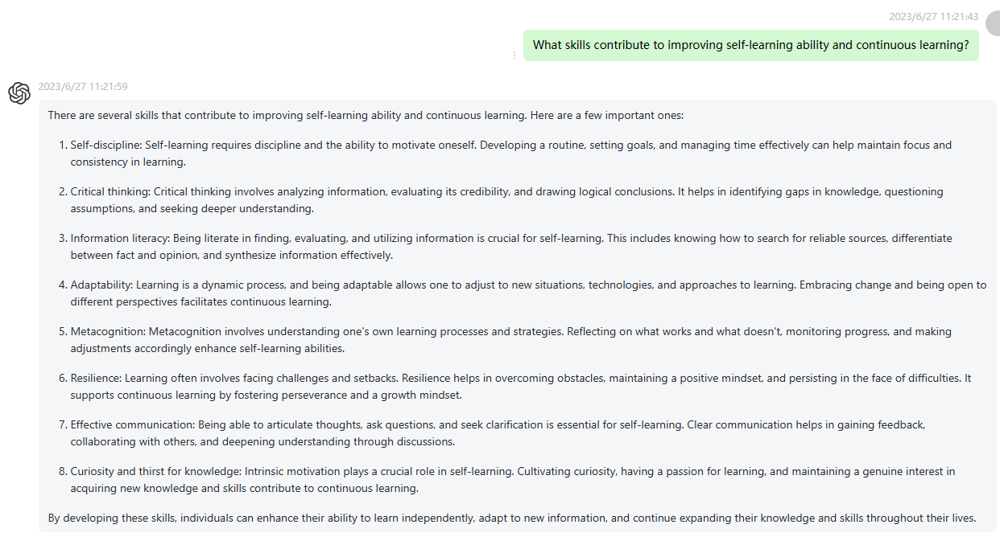 2023/6/27 11:21:43
What skills contribute to improving self-learning ability and continuous learning?
2023/6/27 11:21:59
There are several skills that contribute to improving self-learning ability and continuous learning. Here are a few important ones:
1. Self-discipline: Self-learning requires discipline and the ability to motivate oneself. Developing a routine, setting goals, and managing time effectively can help maintain focus and
consistency in learning.
2. Critical thinking: Critical thinking involves analyzing information, evaluating its credibility, and drawing logical conclusions. It helps in identifying gaps in knowledge, questioning
assumptions, and seeking deeper understanding.
3. Information literacy: Being literate in finding, evaluating, and utilizing information is crucial for self-learning. This includes knowing how to search for reliable sources, differentiate
between fact and opinion, and synthesize information effectively.
4. Adaptability: Learning is a dynamic process, and being adaptable allows one to adjust to new situations, technologies, and approaches to learning. Embracing change and being open to
different perspectives facilitates continuous learning.
5. Metacognition: Metacognition involves understanding one's own learning processes and strategies. Reflecting on what works and what doesn't, monitoring progress, and making
adjustments accordingly enhance self-learning abilities.
6. Resilience: Learning often involves facing challenges and setbacks. Resilience helps in overcoming obstacles, maintaining a positive mindset, and persisting in the face of difficulties. It
supports continuous learning by fostering perseverance and a growth mindset.
7. Effective communication: Being able to articulate thoughts, ask questions, and seek clarification is essential for self-learning. Clear communication helps in gaining feedback,
collaborating with others, and deepening understanding through discussions.
8. Curiosity and thirst for knowledge: Intrinsic motivation plays a crucial role in self-learning. Cultivating curiosity, having a passion for learning, and maintaining a genuine interest in
acquiring new knowledge and skills contribute to continuous learning.
By developing these skills, individuals can enhance their ability to learn independently, adapt to new information, and continue expanding their knowledge and skills throughout their lives.